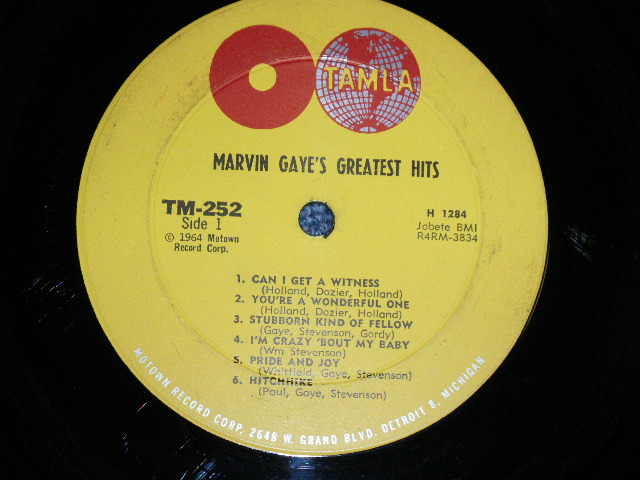 TAMLA
MARVIN GAYE'S GREATEST HITS
TM-252
Side 1
© 1964 Motown
Record Corp.
H 1284
Jobete BMI
R4RM-3834
1. CAN I GET A WITNESS
(Holland, Dozier, Holland)
2. YOU'RE A WONDERFUL ONE
(Holland, Dozier, Holland)
3. STUBBORN KIND OF FELLOW
(Gaye, Stevenson, Gordy)
4. I'M CRAZY 'BOUT MY BABY
(Wm Stevenson)
5. PRIDE AND JOY
(Whitfield, Gaye, Stevenson)
6. HITCHHIKE
(Paul, Gaye, Stevenson)
MOTOWN RECORD CORP. 2648 W. GRAND BLVD. DETROIT 8, MICHIGAN